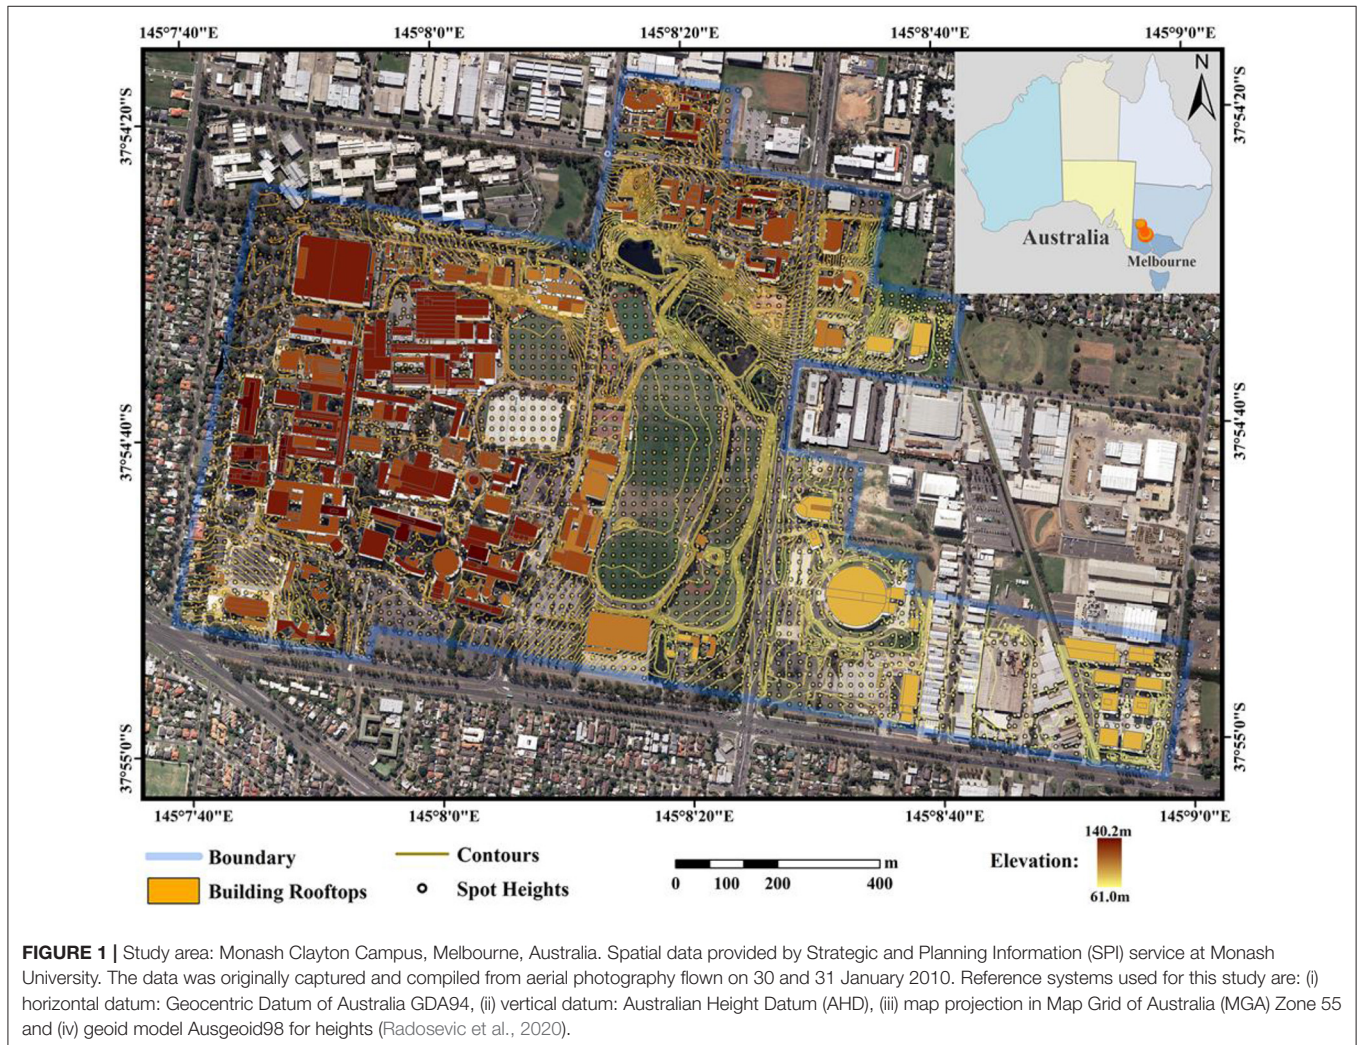 145°7'40"E 145°8'0"E 145°8'20"E 145°8'40"E 145°9'0"E
N
37°54'20"S
37°54'20"S
Australia
Melbourne
37°54'40"S
37°54'40"S
37°55'0"S
37°55'0"S
145°7'40"E 145°8'0"E 145°8'20"E 145°8'40"E 145°9'0"E
Boundary
Contours
Building Rooftops
Spot Heights
m
0 100 200 400
Elevation:
140.2m
61.0m
FIGURE 1 | Study area: Monash Clayton Campus, Melbourne, Australia. Spatial data provided by Strategic and Planning Information (SPI) service at Monash
University. The data was originally captured and compiled from aerial photography flown on 30 and 31 January 2010. Reference systems used for this study are: (i)
horizontal datum: Geocentric Datum of Australia GDA94, (ii) vertical datum: Australian Height Datum (AHD), (iii) map projection in Map Grid of Australia (MGA) Zone 55
and (iv) geoid model Ausgeoid98 for heights (Radosevic et al., 2020).